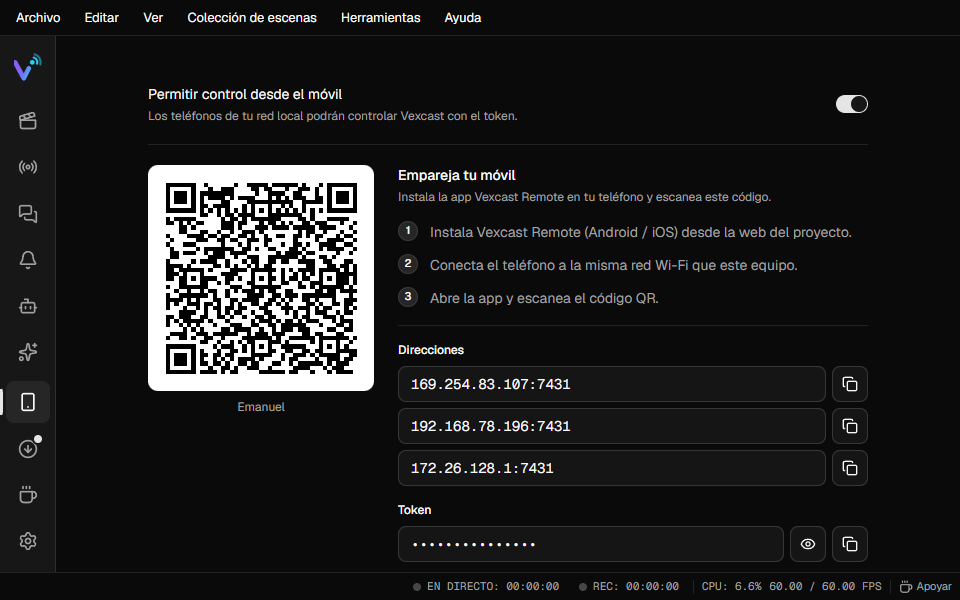 Archivo Editar Ver Colección de escenas Herramientas Ayuda
Permitir control desde el móvil
Los teléfonos de tu red local podrán controlar Vexcast con el token.
Empareja tu móvil
Instala la app Vexcast Remote en tu teléfono y escanea este código.
1 Instala Vexcast Remote (Android / iOS) desde la web del proyecto.
2 Conecta el teléfono a la misma red Wi-Fi que este equipo.
3 Abre la app y escanea el código QR.
Emanuel
Direcciones
169.254.83.107:7431
192.168.78.196:7431
172.26.128.1:7431
Token
•••••••••••••••
EN DIRECTO: 00:00:00 REC: 00:00:00 CPU: 6.6% 60.00 / 60.00 FPS Apoyar